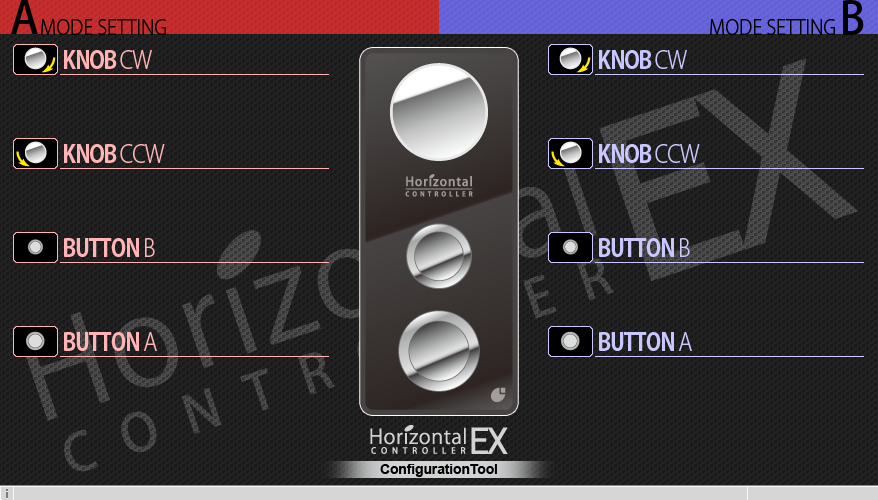 A MODE SETTING
MODE SETTING B
KNOB CW
KNOB CCW
BUTTON B
BUTTON A
Horizontal
CONTROLLER
KNOB CW
KNOB CCW
BUTTON B
BUTTON A
Horizontal EX
CONTROLLER
Horizontal EX
CONTROLLER
ConfigurationTool
i